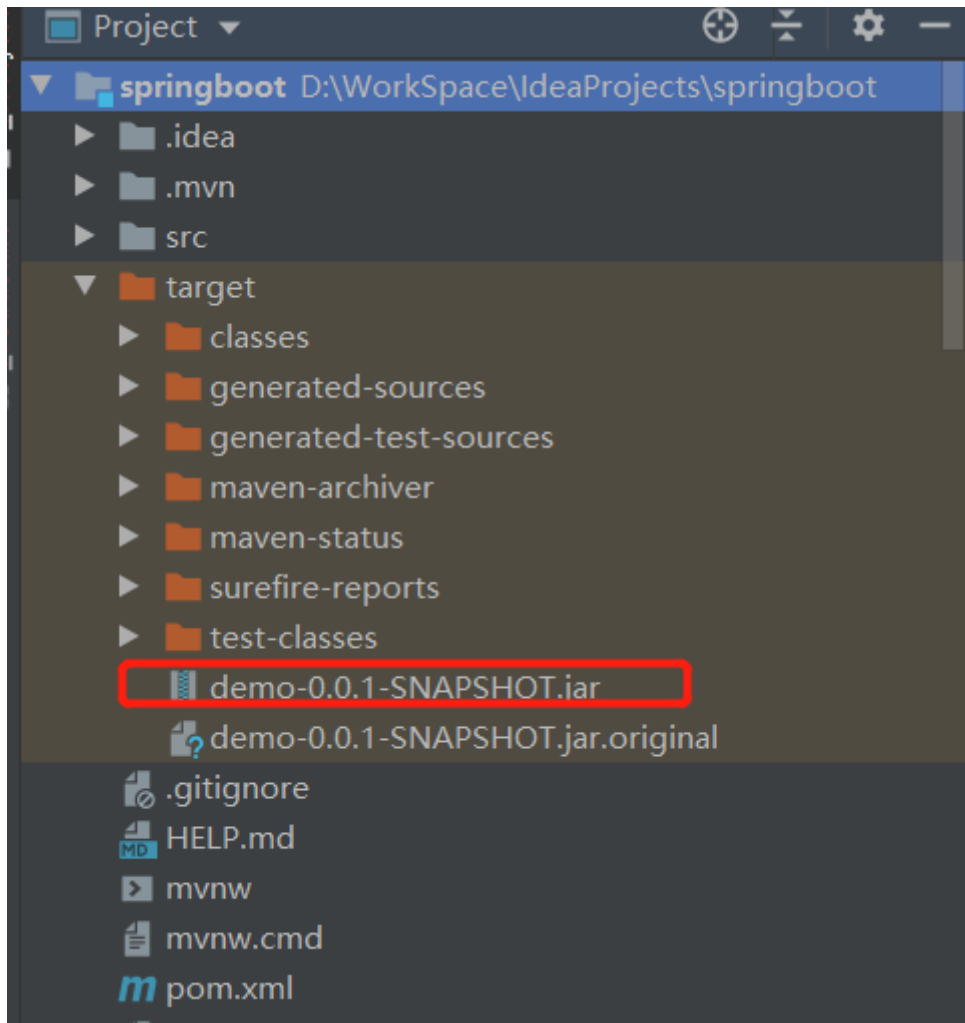 Project
springboot D:\WorkSpace\IdeaProjects\springboot
.idea
.mvn
src
target
classes
generated-sources
generated-test-sources
maven-archiver
maven-status
surefire-reports
test-classes
demo-0.0.1-SNAPSHOT.jar
demo-0.0.1-SNAPSHOT.jar.original
.gitignore
HELP.md
mvnw
mvnw.cmd
pom.xml